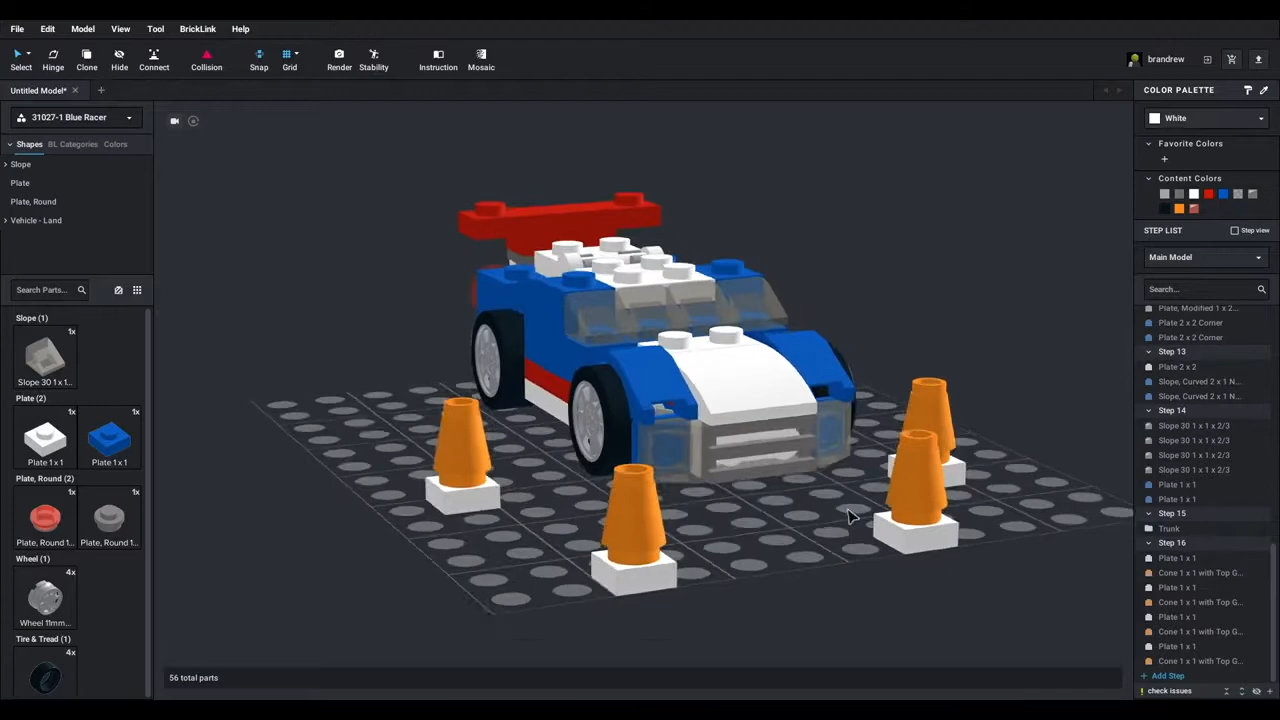 File Edit Model View Tool BrickLink Help
Select Hinge Clone Hide Connect Collision Snap Grid Render Stability Instruction Mosaic
brandrew
Untitled Model*
31027-1 Blue Racer
Shapes BL Categories Colors
Slope
Plate
Plate, Round
Vehicle - Land
Search Parts...
Slope (1)
1x
Slope 30 1 x 1...
Plate (2)
1x 1x
Plate 1 x 1 Plate 1 x 1
Plate, Round (2)
1x 1x
Plate, Round 1... Plate, Round 1...
Wheel (1)
4x
Wheel 11mm...
Tire & Tread (1)
4x
56 total parts
COLOR PALETTE
White
Favorite Colors
Content Colors
STEP LIST Step view
Main Model
Search...
Plate, Modified 1 x 2...
Plate 2 x 2 Corner
Plate 2 x 2 Corner
Step 13
Plate 2 x 2
Slope, Curved 2 x 1 N...
Slope, Curved 2 x 1 N...
Step 14
Slope 30 1 x 1 x 2/3
Slope 30 1 x 1 x 2/3
Slope 30 1 x 1 x 2/3
Slope 30 1 x 1 x 2/3
Plate 1 x 1
Plate 1 x 1
Step 15
Trunk
Step 16
Plate 1 x 1
Cone 1 x 1 with Top G...
Plate 1 x 1
Cone 1 x 1 with Top G...
Plate 1 x 1
Cone 1 x 1 with Top G...
Plate 1 x 1
Cone 1 x 1 with Top G...
Add Step
check issues